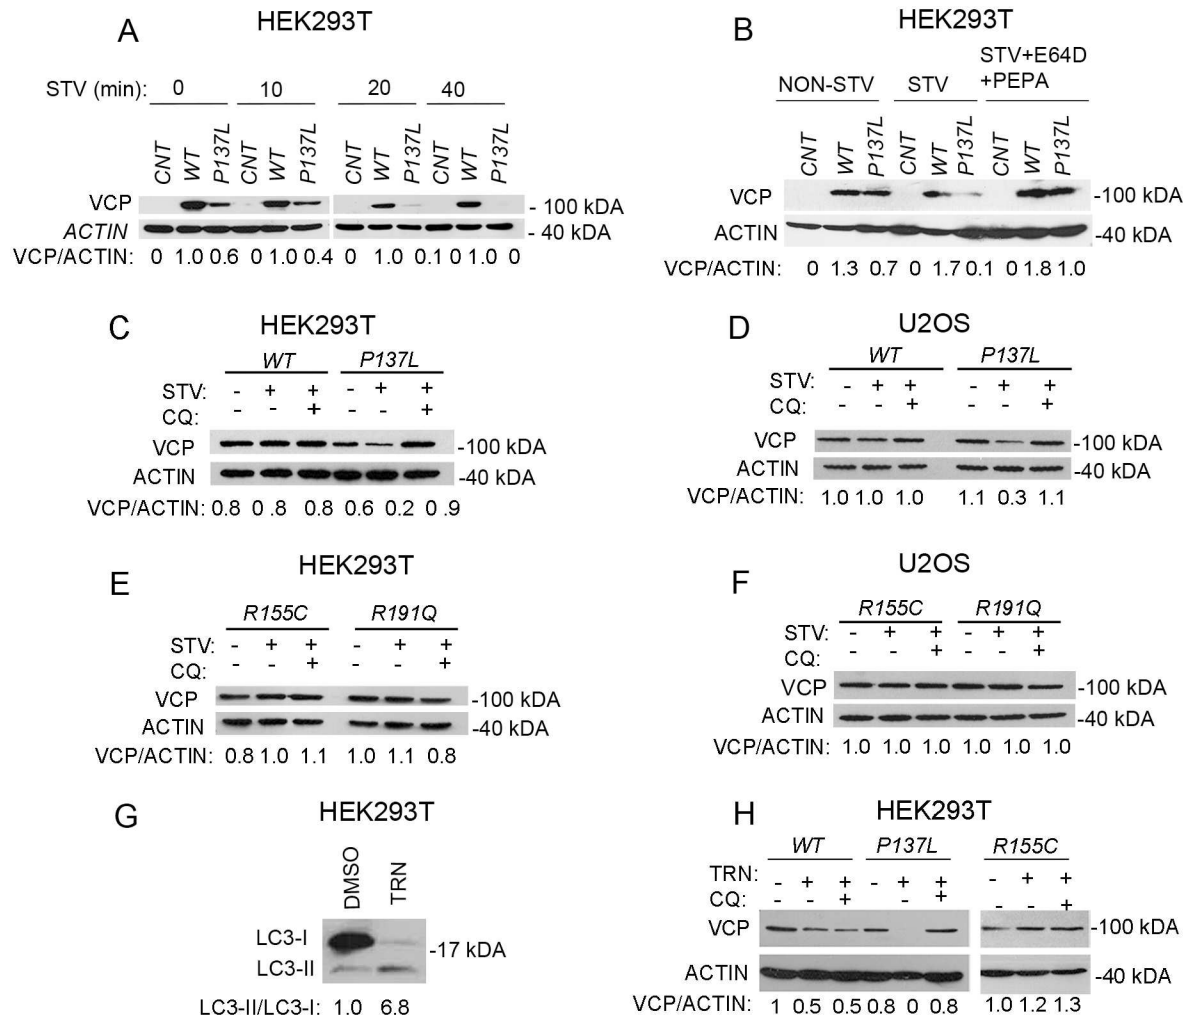 A
HEK293T
STV (min): 0 10 20 40
CNT WT P137L CNT WT P137L CNT WT P137L CNT WT P137L
VCP - 100 kDA
ACTIN - 40 kDA
VCP/ACTIN: 0 1.0 0.6 0 1.0 0.4 0 1.0 0.1 0 1.0 0
B
HEK293T
NON-STV STV STV+E64D
+PEPA
CNT WT P137L CNT WT P137L CNT WT P137L
VCP -100 kDA
ACTIN -40 kDA
VCP/ACTIN: 0 1.3 0.7 0 1.7 0.1 0 1.8 1.0
C
HEK293T
WT P137L
STV: - + + - + +
CQ: - - + - - +
VCP -100 kDA
ACTIN -40 kDA
VCP/ACTIN: 0.8 0 .8 0.8 0.6 0.2 0 .9
D
U2OS
WT P137L
STV: - + + - + +
CQ: - - + - - +
VCP -100 kDA
ACTIN -40 kDA
VCP/ACTIN: 1.0 1.0 1.0 1.1 0.3 1.1
E
HEK293T
R155C R191Q
STV: - + + - + +
CQ: - - + - - +
VCP -100 kDA
ACTIN -40 kDA
VCP/ACTIN: 0.8 1.0 1.1 1.0 1.1 0.8
F
U2OS
R155C R191Q
STV: - + + - + +
CQ: - - + - - +
VCP -100 kDA
ACTIN -40 kDA
VCP/ACTIN: 1.0 1.0 1.0 1.0 1.0 1.0
G
HEK293T
DMSO TRN
LC3-I -17 kDA
LC3-II
LC3-II/LC3-I: 1.0 6.8
H
HEK293T
WT P137L R155C
TRN: - + + - + + - + +
CQ: - - + - - + - - +
VCP -100 kDA
ACTIN -40 kDA
VCP/ACTIN: 1 0.5 0.5 0.8 0 0.8 1.0 1.2 1.3